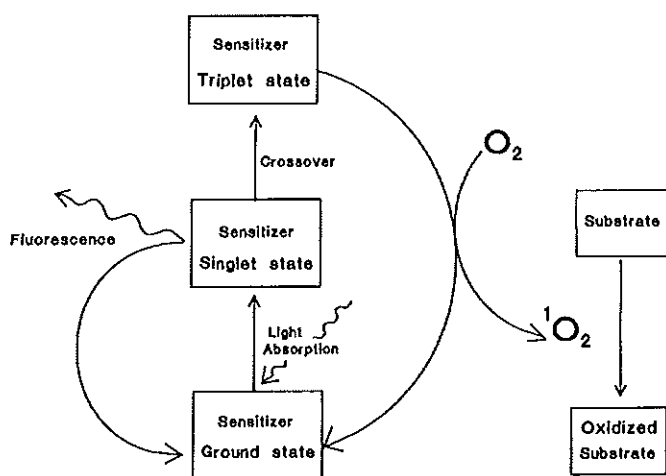 Sensitizer
Triplet state
Crossover
O2
Fluorescence
Sensitizer
Singlet state
Substrate
Light
Absorption
1O2
Sensitizer
Ground state
Oxidized
Substrate